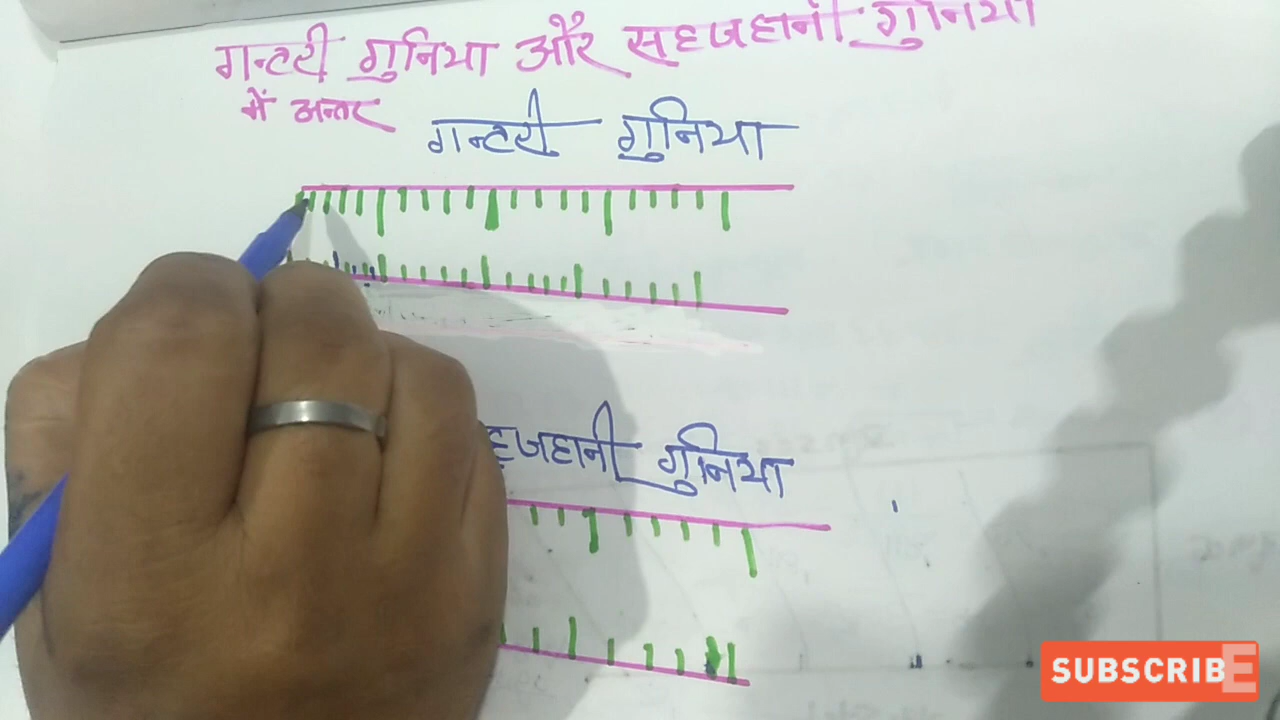 गन्टरी गुनिया और सहजहानी गुनिया
में अन्तर
गन्टरी गुनिया
हजहानी गुनिया
SUBSCRIBE